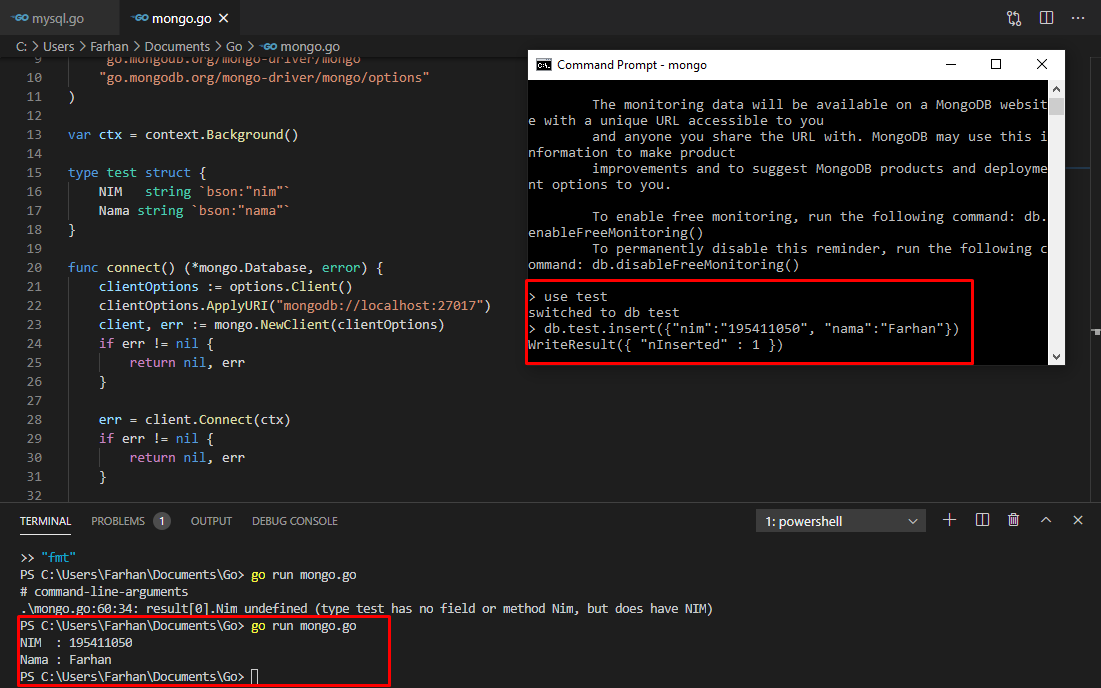 mysql.go
mongo.go
C: > Users > Farhan > Documents > Go > mongo.go
9 "go.mongodb.org/mongo-driver/mongo"
10 "go.mongodb.org/mongo-driver/mongo/options"
11 )
12
13 var ctx = context.Background()
14
15 type test struct {
16 NIM string `bson:"nim"`
17 Nama string `bson:"nama"`
18 }
19
20 func connect() (*mongo.Database, error) {
21 clientOptions := options.Client()
22 clientOptions.ApplyURI("mongodb://localhost:27017")
23 client, err := mongo.NewClient(clientOptions)
24 if err != nil {
25 return nil, err
26 }
27
28 err = client.Connect(ctx)
29 if err != nil {
30 return nil, err
31 }
32
Command Prompt - mongo
The monitoring data will be available on a MongoDB websit
e with a unique URL accessible to you
and anyone you share the URL with. MongoDB may use this i
nformation to make product
improvements and to suggest MongoDB products and deployme
nt options to you.
To enable free monitoring, run the following command: db.
enableFreeMonitoring()
To permanently disable this reminder, run the following c
ommand: db.disableFreeMonitoring()
> use test
switched to db test
> db.test.insert({"nim":"195411050", "nama":"Farhan"})
WriteResult({ "nInserted" : 1 })
TERMINAL PROBLEMS 1 OUTPUT DEBUG CONSOLE
1: powershell
>> "fmt"
PS C:\Users\Farhan\Documents\Go> go run mongo.go
# command-line-arguments
.\mongo.go:60:34: result[0].Nim undefined (type test has no field or method Nim, but does have NIM)
PS C:\Users\Farhan\Documents\Go> go run mongo.go
NIM : 195411050
Nama : Farhan
PS C:\Users\Farhan\Documents\Go>